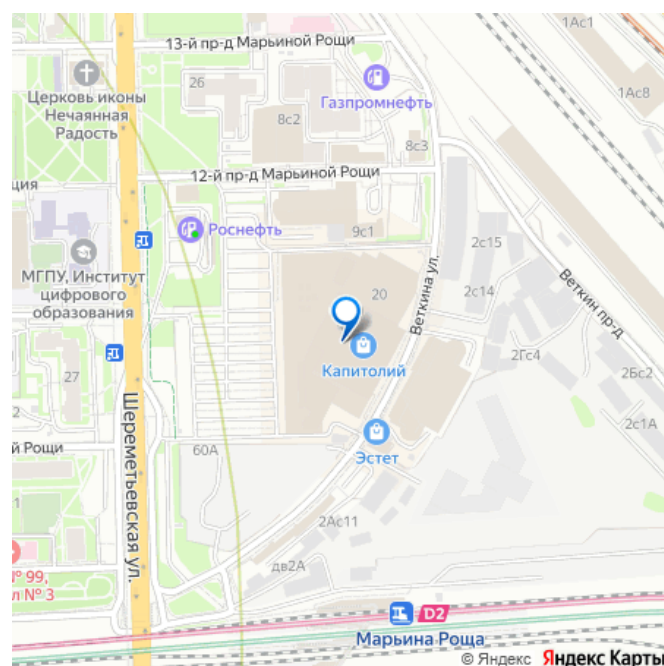 13-й пр-д Марьиной Рощи
1Ас1
26
Церковь иконы
Нечаянная
Радость
Газпромнефть
1Ас8
8с2
8с3
12-й пр-д Марьиной Рощи
ция
Роснефть
9с1
2с15
МГПУ, Институт
цифрового
образования
20
2с14
Веткина ул.
Веткин пр-д
27
Капитолий
2Гс4
2Бс2
Шереметьевская ул.
2с1А
й Рощи
60А
Эстет
2Ас11
дв2А
№ 99,
л № 3
D2
Марьина Роща
© Яндекс Яндекс Карты